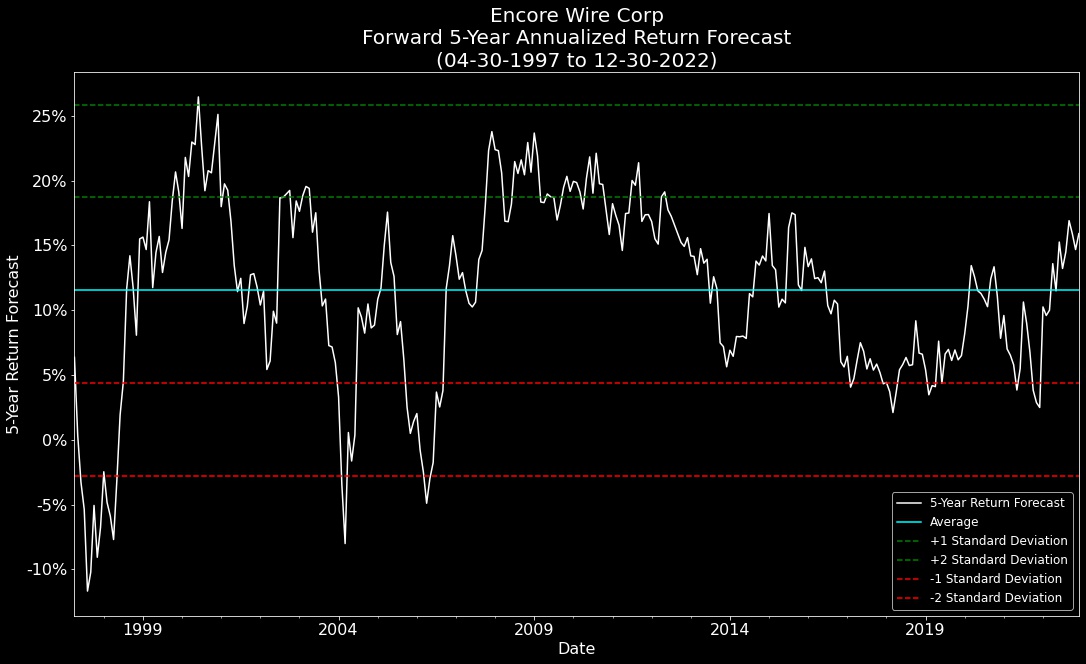 Encore Wire Corp
Forward 5-Year Annualized Return Forecast
(04-30-1997 to 12-30-2022)
25%
20%
15%
10%
5%
0%
-5%
-10%
5-Year Return Forecast
1999
2004
2009
2014
2019
Date
5-Year Return Forecast
Average
+1 Standard Deviation
+2 Standard Deviation
-1 Standard Deviation
-2 Standard Deviation